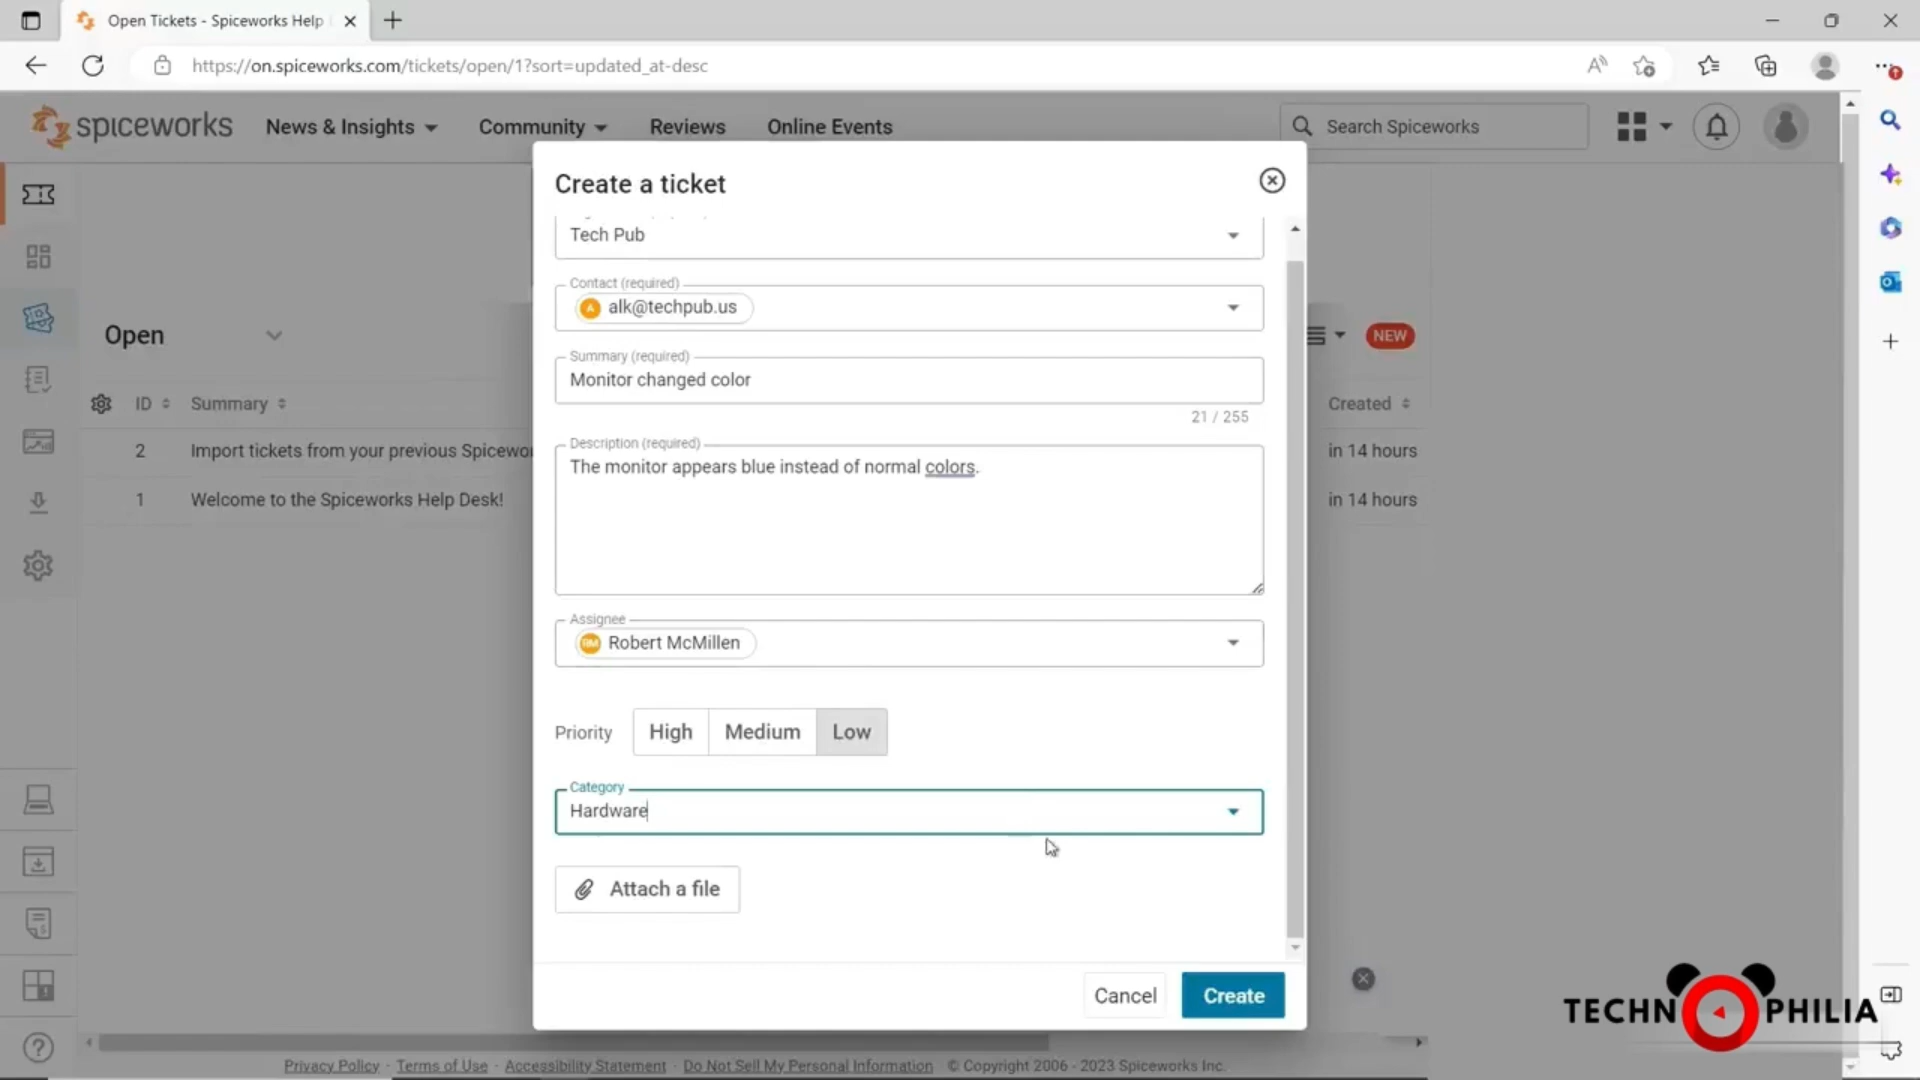 Open Tickets - Spiceworks Help
https://on.spiceworks.com/tickets/open/1?sort=updated_at-desc
spiceworks
News & Insights
Community
Reviews
Online Events
Search Spiceworks
Create a ticket
Tech Pub
Contact (required)
A alk@techpub.us
Summary (required)
Monitor changed color
21 / 255
Description (required)
The monitor appears blue instead of normal colors.
Assignee
RM Robert McMillen
Priority
High
Medium
Low
Category
Hardware
Attach a file
Cancel
Create
Open
NEW
ID
Summary
Created
2
Import tickets from your previous Spicewor
in 14 hours
1
Welcome to the Spiceworks Help Desk!
in 14 hours
Privacy Policy · Terms of Use · Accessibility Statement · Do Not Sell My Personal Information © Copyright 2006 - 2023 Spiceworks Inc.
TECHNOPHILIA